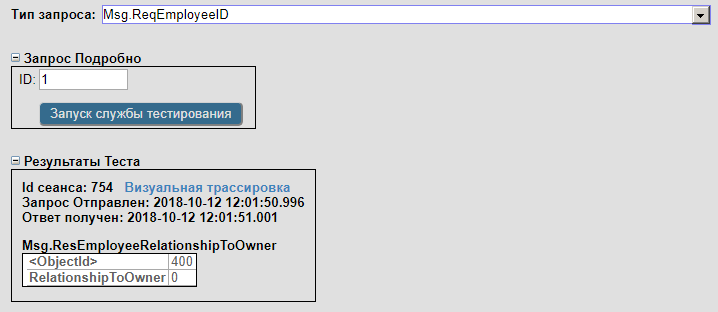 Тип запроса: Msg.ReqEmployeeID
Запрос Подробно
ID: 1
Запуск службы тестирования
Результаты Теста
Id сеанса: 754 Визуальная трассировка
Запрос Отправлен: 2018-10-12 12:01:50.996
Ответ получен: 2018-10-12 12:01:51.001
Msg.ResEmployeeRelationshipToOwner
<ObjectId> 400
RelationshipToOwner 0